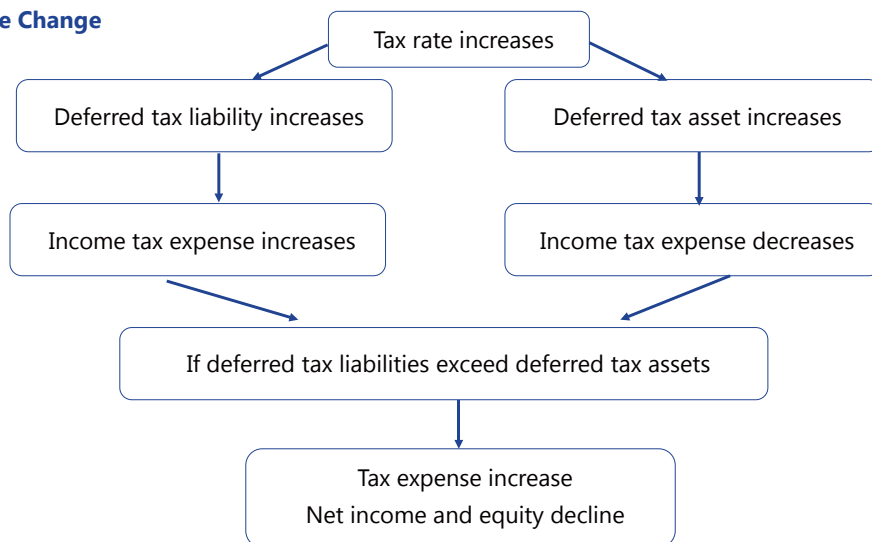 e Change
Tax rate increases
Deferred tax liability increases
Deferred tax asset increases
Income tax expense increases
Income tax expense decreases
If deferred tax liabilities exceed deferred tax assets
Tax expense increase
Net income and equity decline